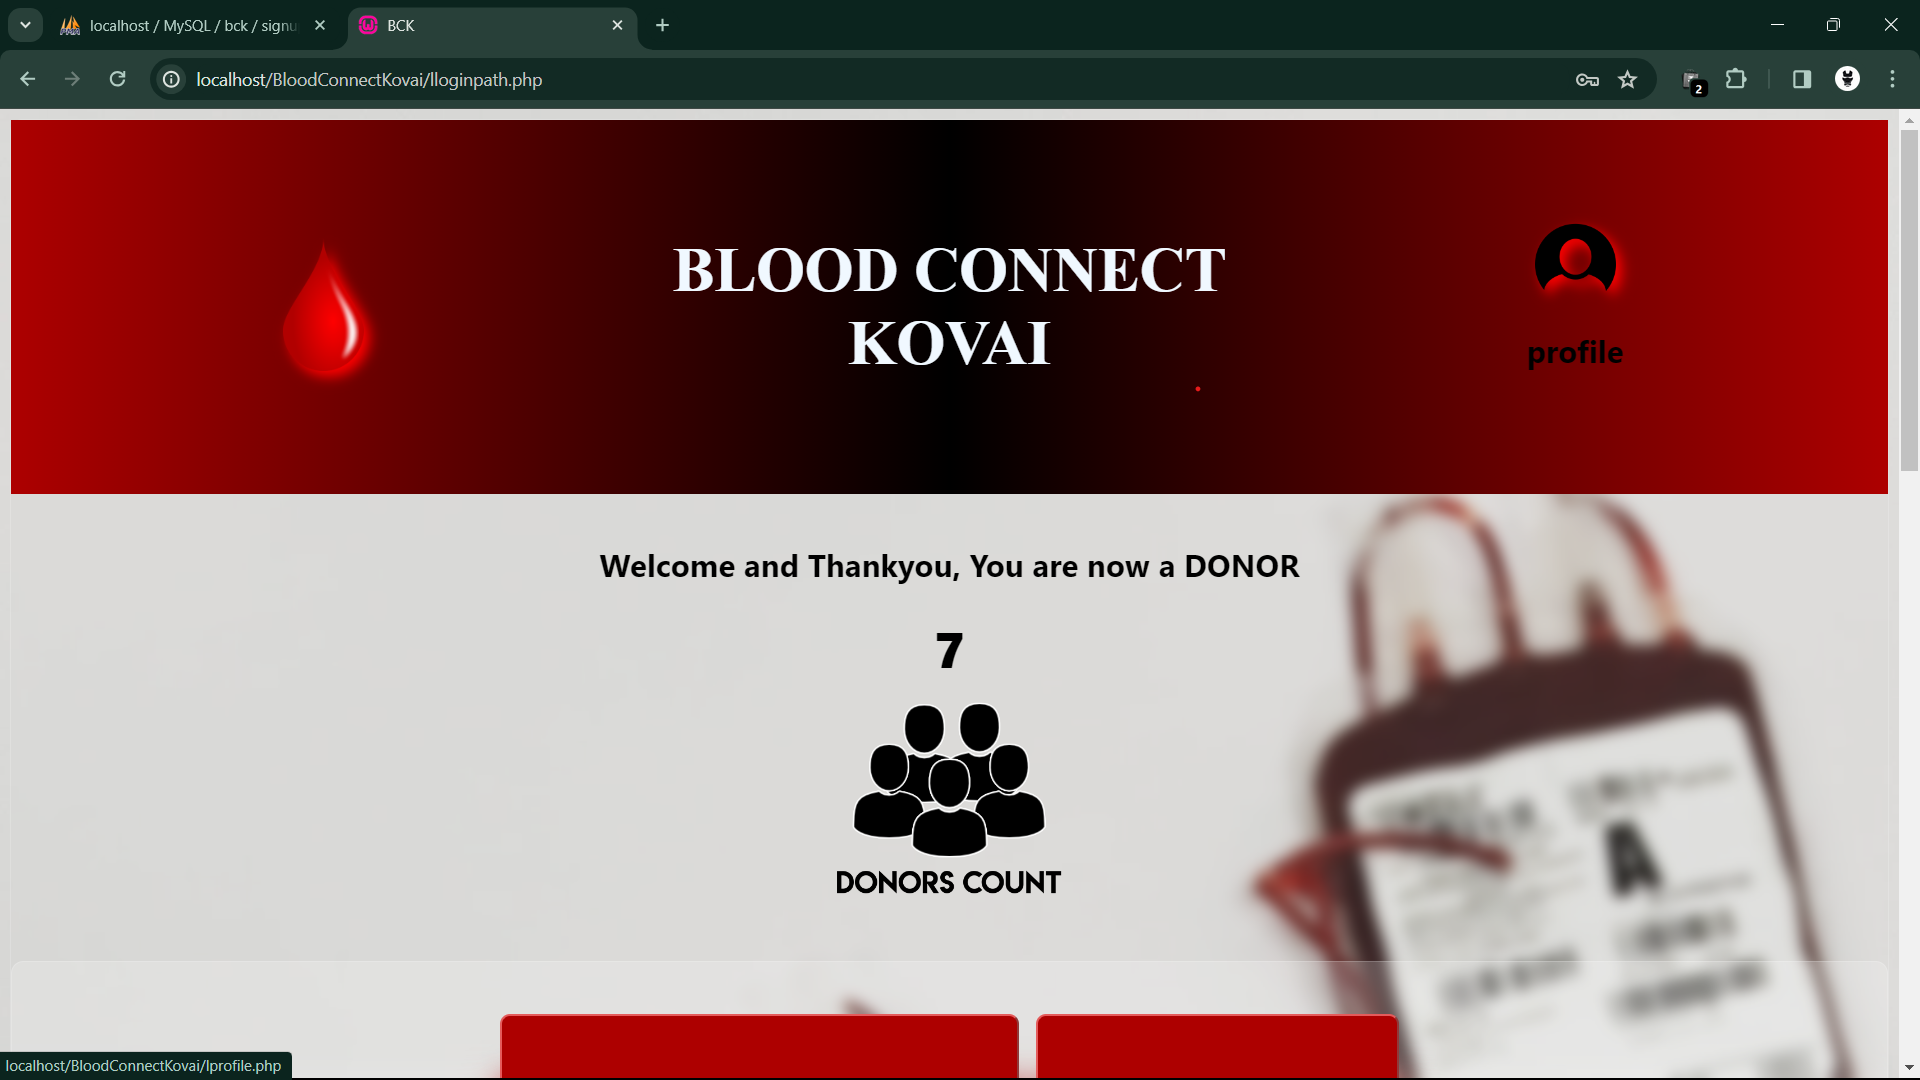 localhost / MySQL / bck / signu
BCK
localhost/BloodConnectKovai/lloginpath.php
2
BLOOD CONNECT
KOVAI
profile
Welcome and Thankyou, You are now a DONOR
7
DONORS COUNT
A
localhost/BloodConnectKovai/lprofile.php